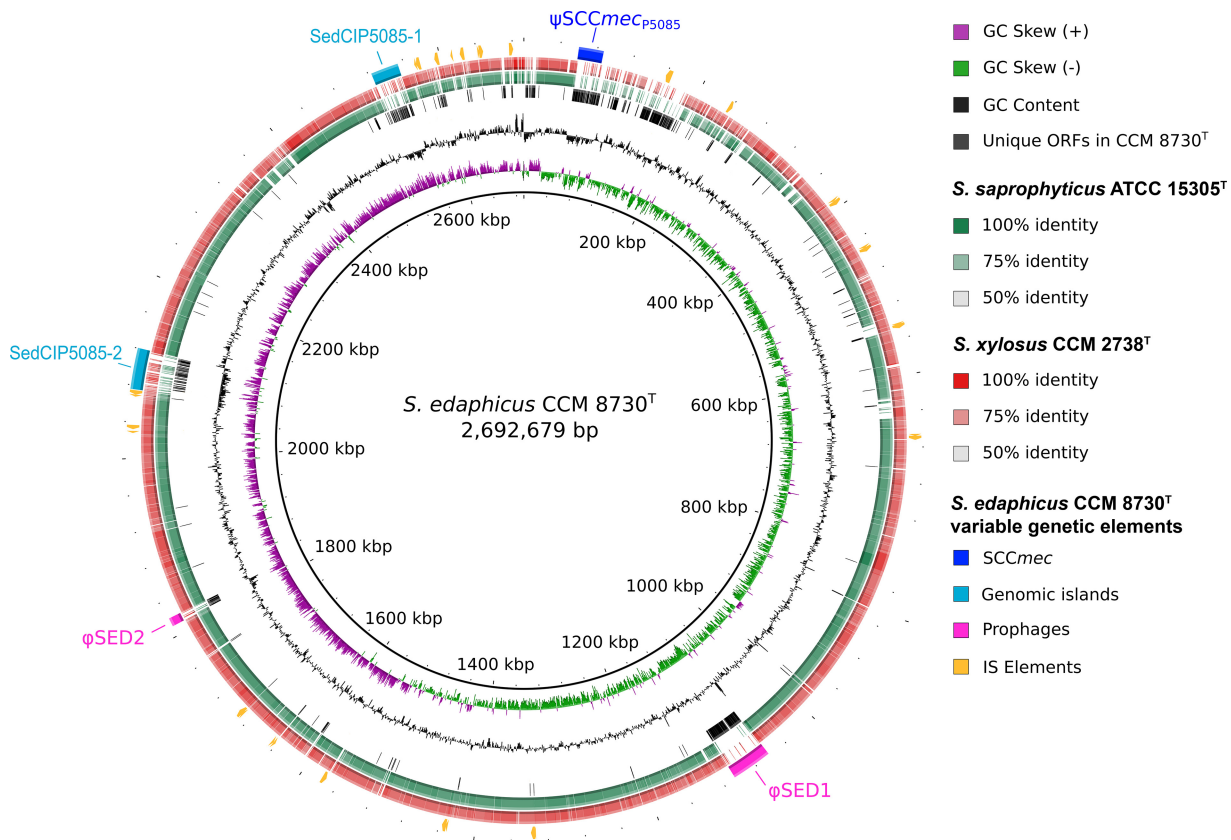 ψSCCmecP5085
SedCIP5085-1
SedCIP5085-2
φSED2
φSED1
200 kbp
400 kbp
600 kbp
800 kbp
1000 kbp
1200 kbp
1400 kbp
1600 kbp
1800 kbp
2000 kbp
2200 kbp
2400 kbp
2600 kbp
S. edaphicus CCM 8730ᵀ
2,692,679 bp
GC Skew (+)
GC Skew (-)
GC Content
Unique ORFs in CCM 8730ᵀ
S. saprophyticus ATCC 15305ᵀ
100% identity
75% identity
50% identity
S. xylosus CCM 2738ᵀ
100% identity
75% identity
50% identity
S. edaphicus CCM 8730ᵀ
variable genetic elements
SCCmec
Genomic islands
Prophages
IS Elements